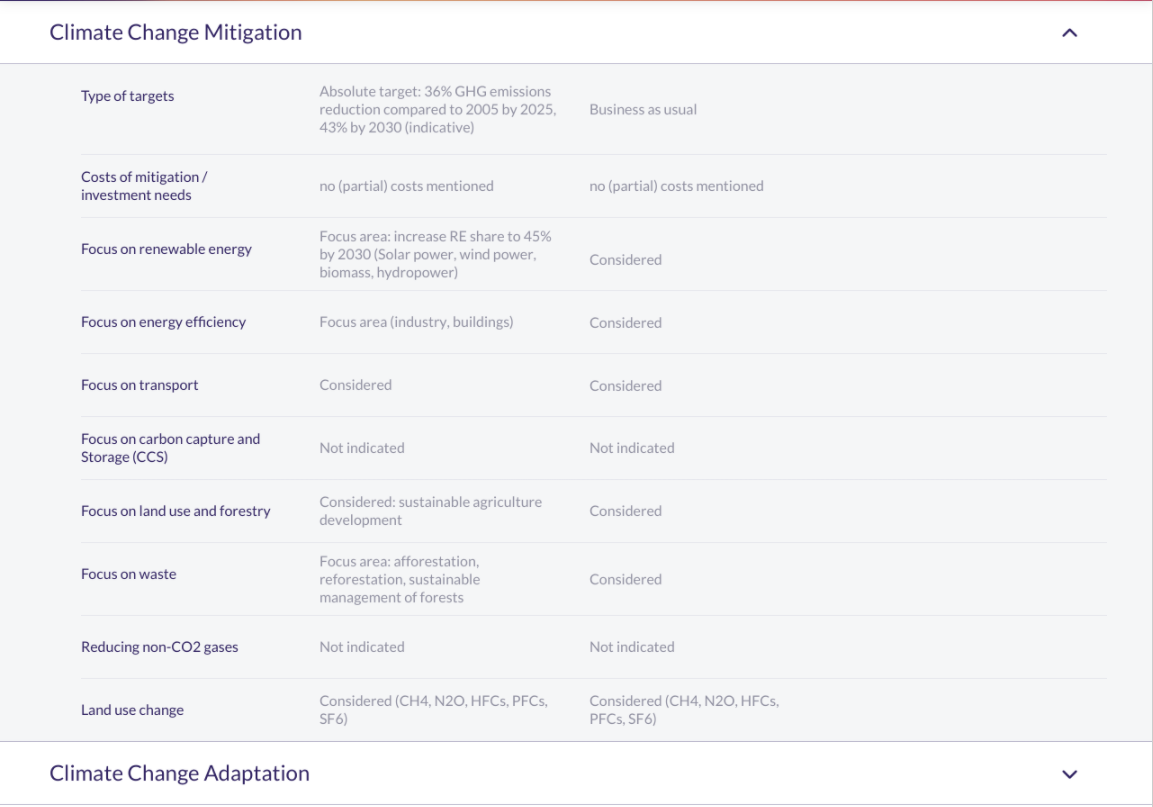 Climate Change Mitigation
Type of targets
Absolute target: 36% GHG emissions
reduction compared to 2005 by 2025,
43% by 2030 (indicative)
Business as usual
Costs of mitigation /
investment needs
no (partial) costs mentioned
no (partial) costs mentioned
Focus on renewable energy
Focus area: increase RE share to 45%
by 2030 (Solar power, wind power,
biomass, hydropower)
Considered
Focus on energy efficiency
Focus area (industry, buildings)
Considered
Focus on transport
Considered
Considered
Focus on carbon capture and
Storage (CCS)
Not indicated
Not indicated
Focus on land use and forestry
Considered: sustainable agriculture
development
Considered
Focus on waste
Focus area: afforestation,
reforestation, sustainable
management of forests
Considered
Reducing non-CO2 gases
Not indicated
Not indicated
Land use change
Considered (CH4, N2O, HFCs, PFCs,
SF6)
Considered (CH4, N2O, HFCs,
PFCs, SF6)
Climate Change Adaptation